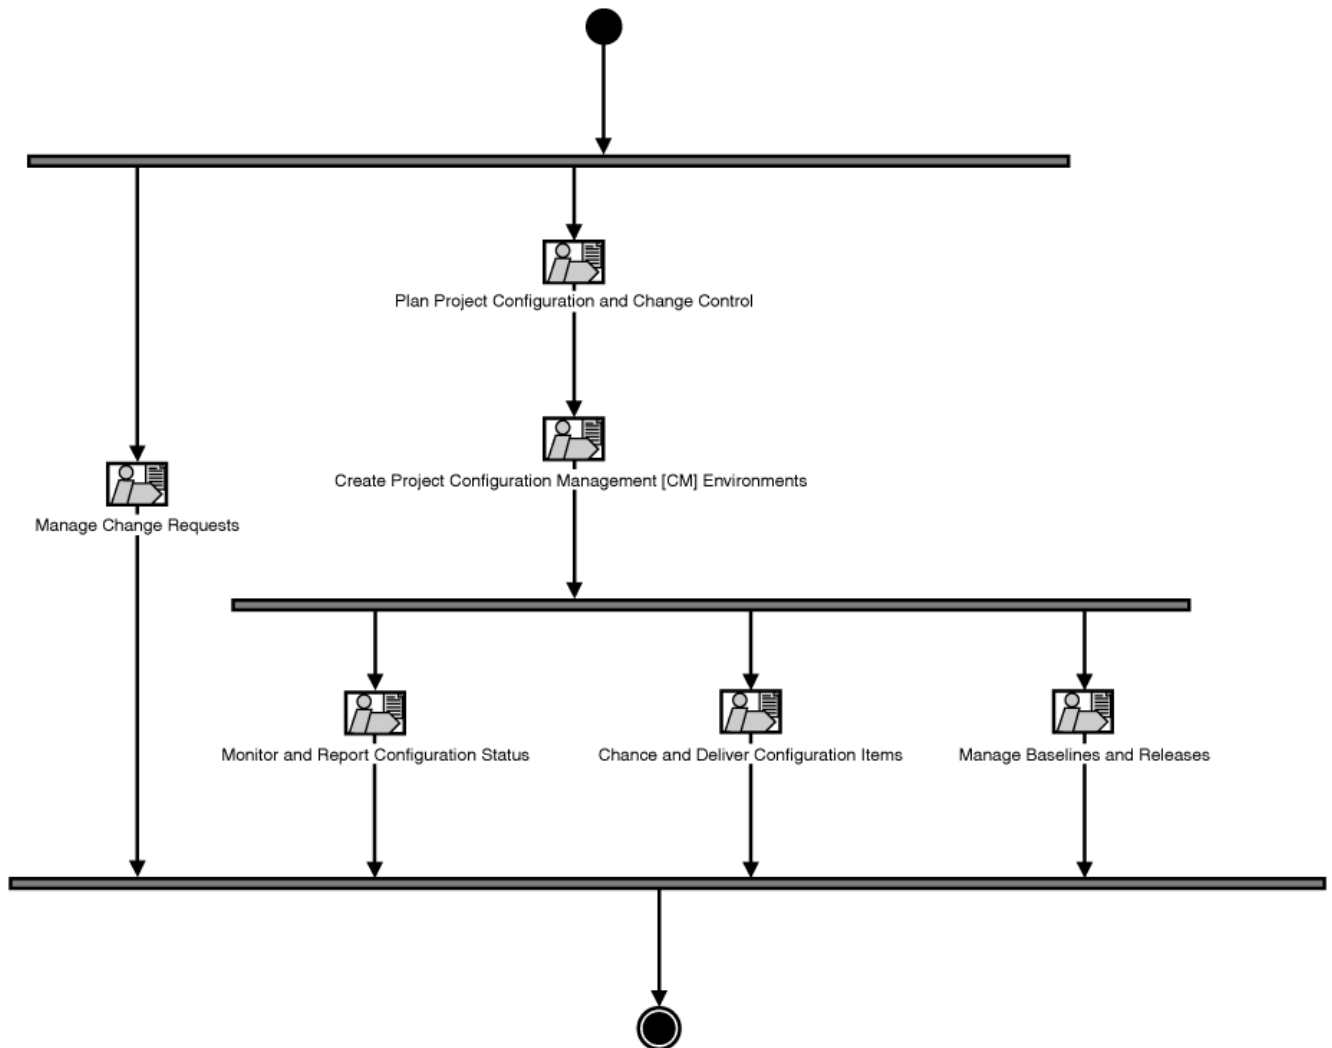 Plan Project Configuration and Change Control
Create Project Configuration Management [CM] Environments
Manage Change Requests
Monitor and Report Configuration Status
Chance and Deliver Configuration Items
Manage Baselines and Releases